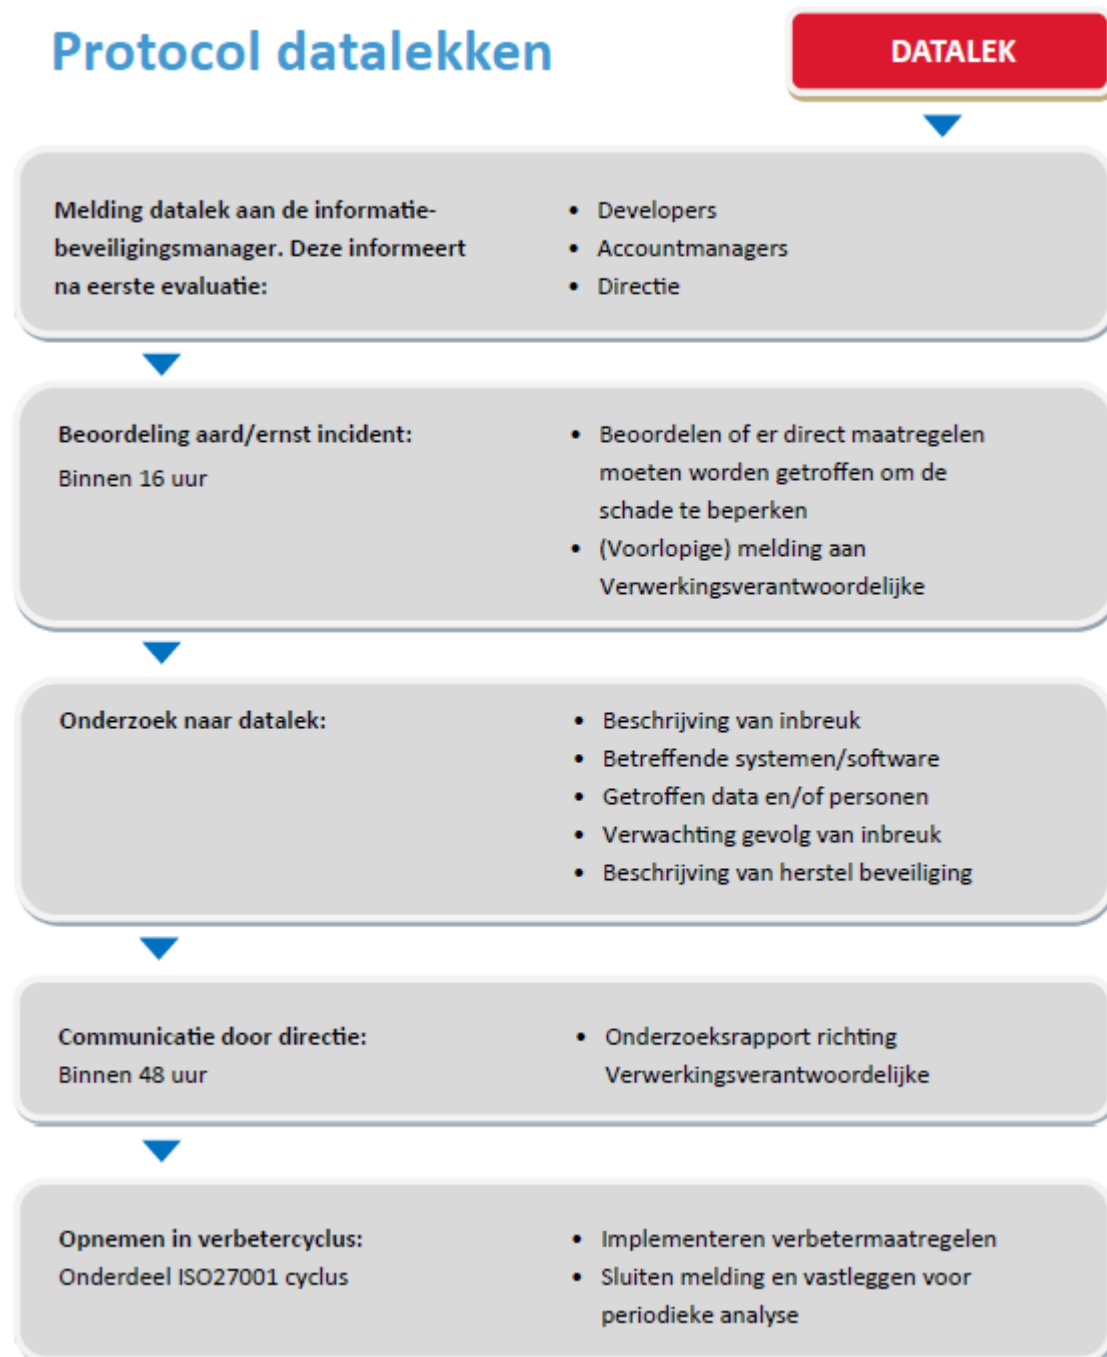 Protocol datalekken
DATALEK
Melding datalek aan de informatie-
beveiligingsmanager. Deze informeert
na eerste evaluatie:
• Developers
• Accountmanagers
• Directie
Beoordeling aard/ernst incident:
Binnen 16 uur
• Beoordelen of er direct maatregelen
moeten worden getroffen om de
schade te beperken
• (Voorlopige) melding aan
Verwerkingsverantwoordelijke
Onderzoek naar datalek:
• Beschrijving van inbreuk
• Betreffende systemen/software
• Getroffen data en/of personen
• Verwachting gevolg van inbreuk
• Beschrijving van herstel beveiliging
Communicatie door directie:
Binnen 48 uur
• Onderzoeksrapport richting
Verwerkingsverantwoordelijke
Opnemen in verbetercyclus:
Onderdeel ISO27001 cyclus
• Implementeren verbetermaatregelen
• Sluiten melding en vastleggen voor
periodieke analyse